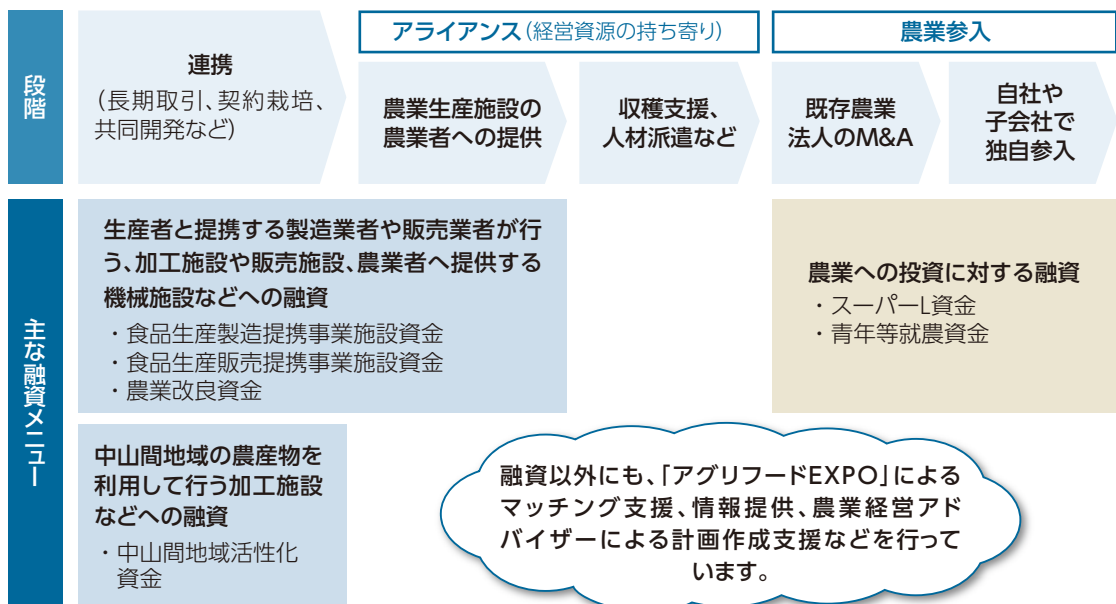 段階
連携
（長期取引、契約栽培、
共同開発など）
アライアンス（経営資源の持ち寄り）
農業生産施設の
農業者への提供
収穫支援、
人材派遣など
農業参入
既存農業
法人のM&A
自社や
子会社で
独自参入
主な融資メニュー
生産者と提携する製造業者や販売業者が行
う、加工施設や販売施設、農業者へ提供する
機械施設などへの融資
・食品生産製造提携事業施設資金
・食品生産販売提携事業施設資金
・農業改良資金
農業への投資に対する融資
・スーパーL資金
・青年等就農資金
中山間地域の農産物を
利用して行う加工施設
などへの融資
・中山間地域活性化
資金
融資以外にも、「アグリフードEXPO」による
マッチング支援、情報提供、農業経営アド
バイザーによる計画作成支援などを行って
います。